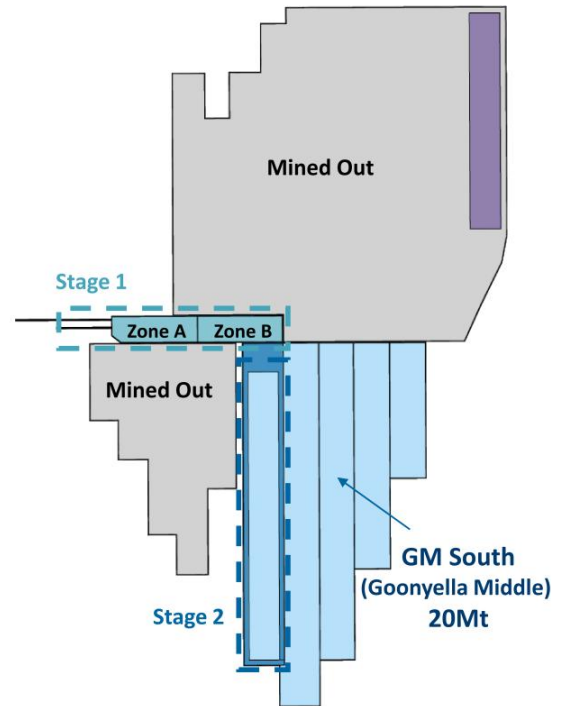 Mined Out
Stage 1
Zone A
Zone B
Mined Out
GM South
(Goonyella Middle)
20Mt
Stage 2